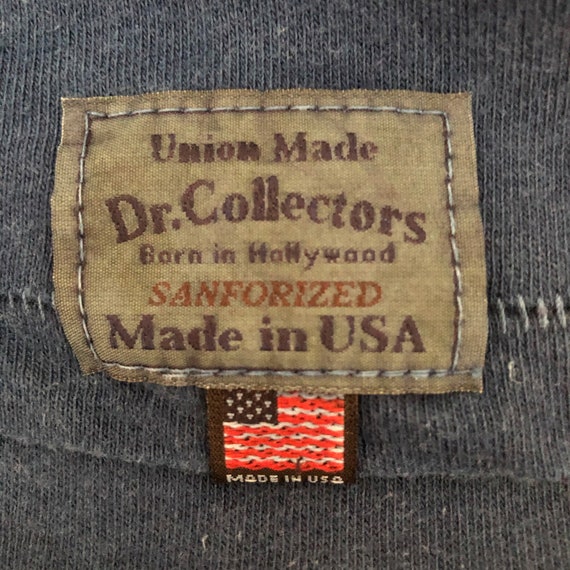 Union Made
Dr.Collectors
Born in Hollywood
SANFORIZED
Made in USA
MADE IN USA